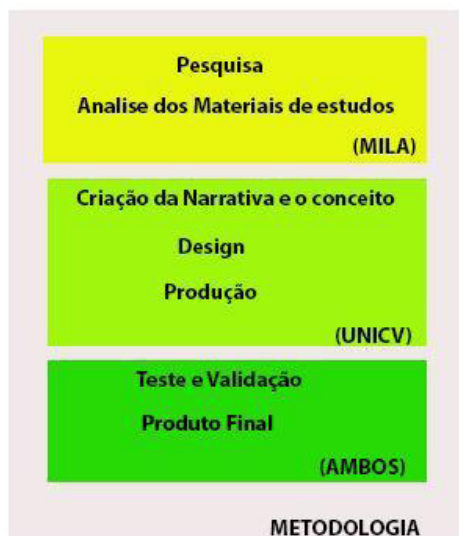 Pesquisa
Analise dos Materiais de estudos
(MILA)
Criação da Narrativa e o conceito
Design
Produção
(UNICV)
Teste e Validação
Produto Final
(AMBOS)
METODOLOGIA